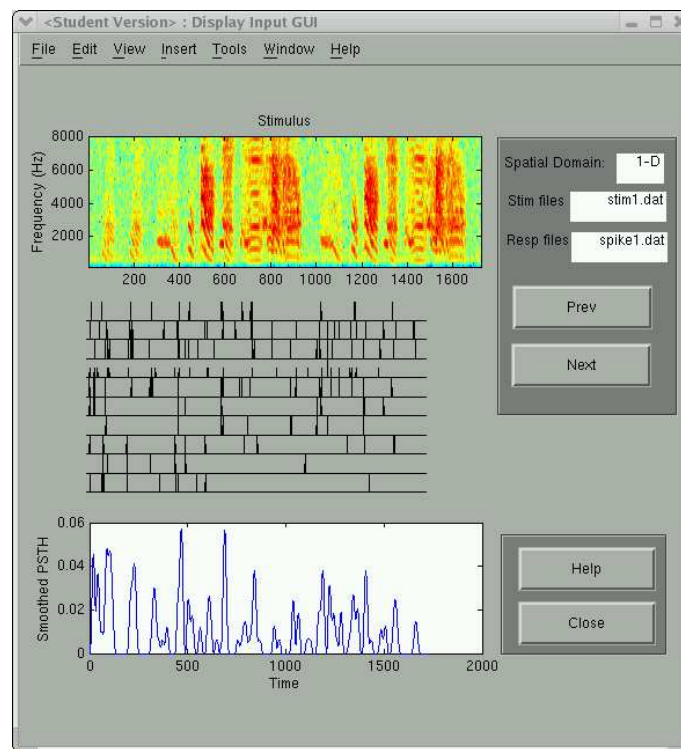 <Student Version> : Display Input GUI
File Edit View Insert Tools Window Help
Stimulus
Frequency (Hz)
8000
6000
4000
2000
200 400 600 800 1000 1200 1400 1600
Spatial Domain: 1-D
Stim files stim1.dat
Resp files spike1.dat
Prev
Next
Smoothed PSTH
0.06
0.04
0.02
0
0 500 1000 1500 2000
Time
Help
Close